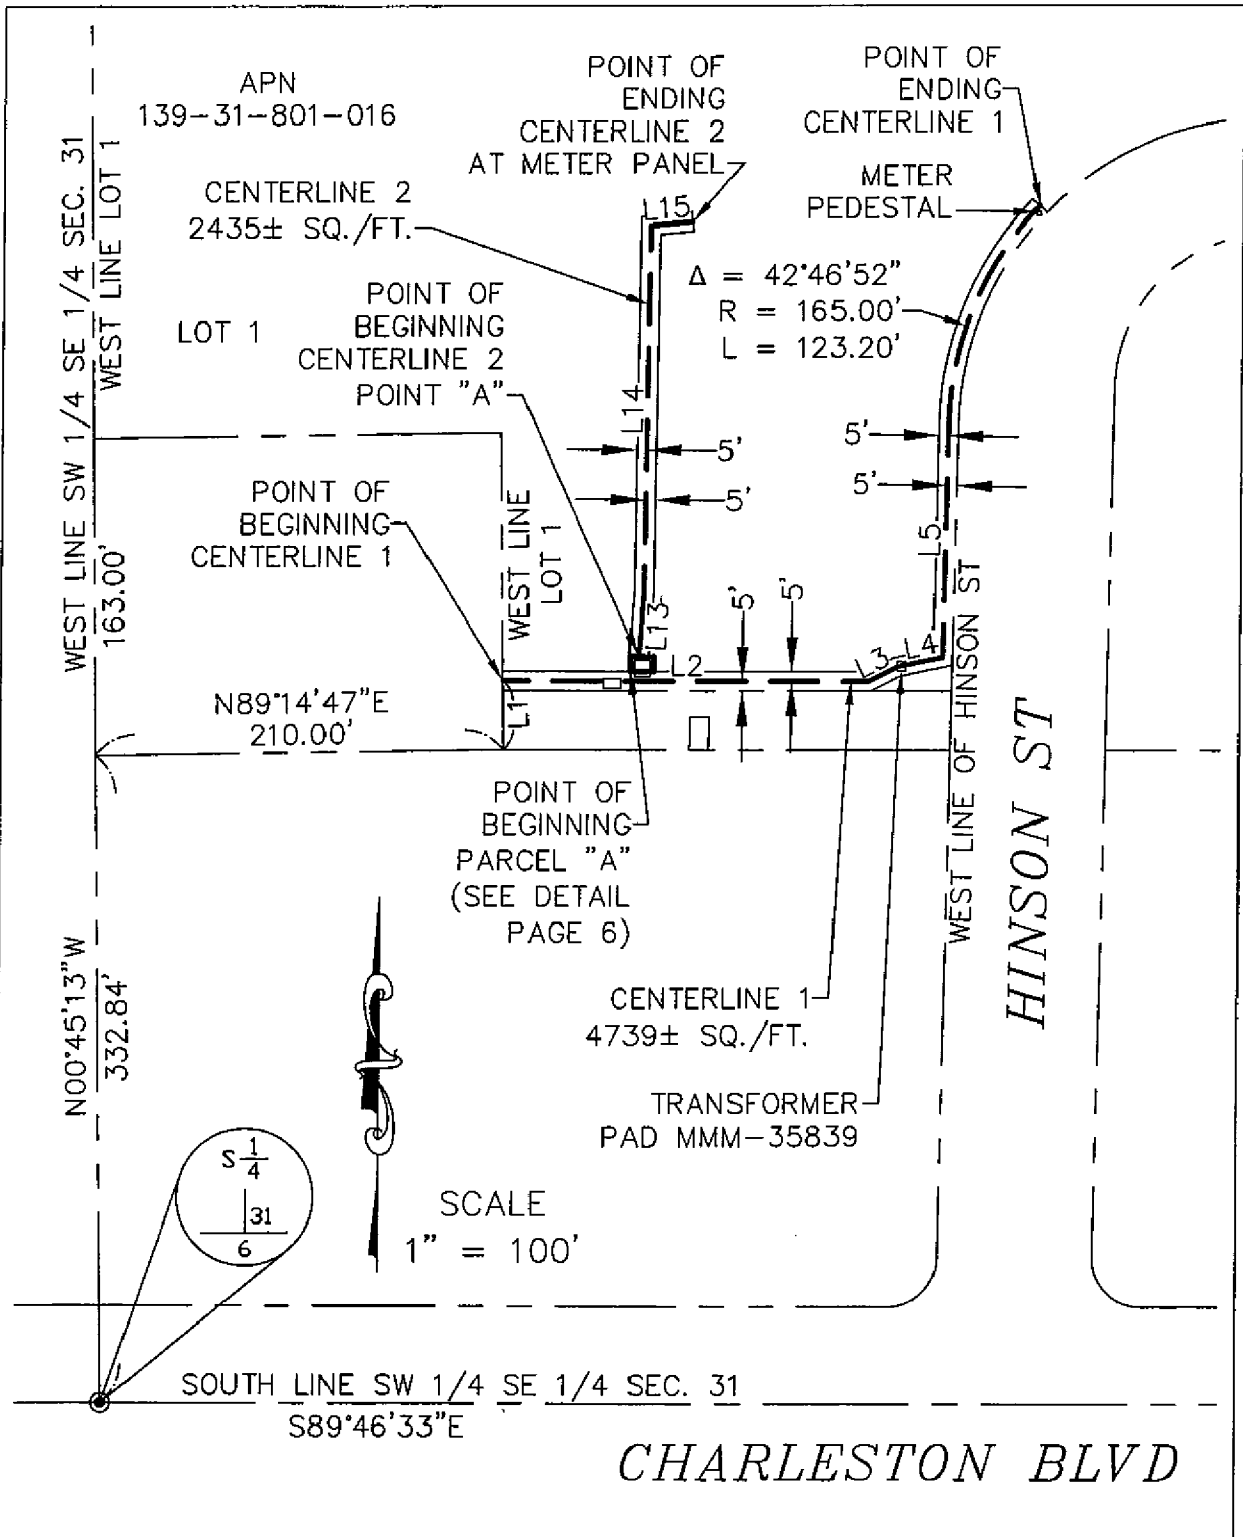 APN
139-31-801-016
POINT OF
ENDING
CENTERLINE 2
AT METER PANEL
POINT OF
ENDING
CENTERLINE 1
METER
PEDESTAL
CENTERLINE 2
2435± SQ./FT.
L15
Δ = 42°46'52"
R = 165.00'
L = 123.20'
LOT 1
POINT OF
BEGINNING
CENTERLINE 2
POINT "A"
WEST LINE SW 1/4 SE 1/4 SEC. 31
WEST LINE LOT 1
163.00'
L14
5'
5'
5'
5'
POINT OF
BEGINNING
CENTERLINE 1
WEST LINE
LOT 1
L5
L13
5'
5'
L2
L3
L4
L1
N89°14'47"E
210.00'
WEST LINE OF HINSON ST
HINSON ST
POINT OF
BEGINNING
PARCEL "A"
(SEE DETAIL
PAGE 6)
N00°45'13"W
332.84'
CENTERLINE 1
4739± SQ./FT.
TRANSFORMER
PAD MMM-35839
S 1/4
31
6
SCALE
1" = 100'
SOUTH LINE SW 1/4 SE 1/4 SEC. 31
S89°46'33"E
CHARLESTON BLVD